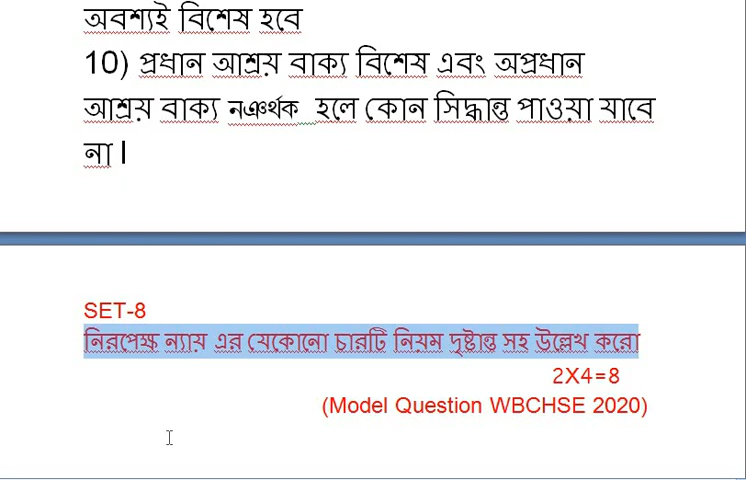 অবশ্যই বিশেষ হবে
10) প্রধান আশ্রয় বাক্য বিশেষ এবং অপ্রধান
আশ্রয় বাক্য নঞর্থক হলে কোন সিদ্ধান্ত পাওয়া যাবে
না।
SET-8
নিরপেক্ষ ন্যায় এর যেকোনো চারটি নিয়ম দৃষ্টান্ত সহ উল্লেখ করো
2X4=8
(Model Question WBCHSE 2020)